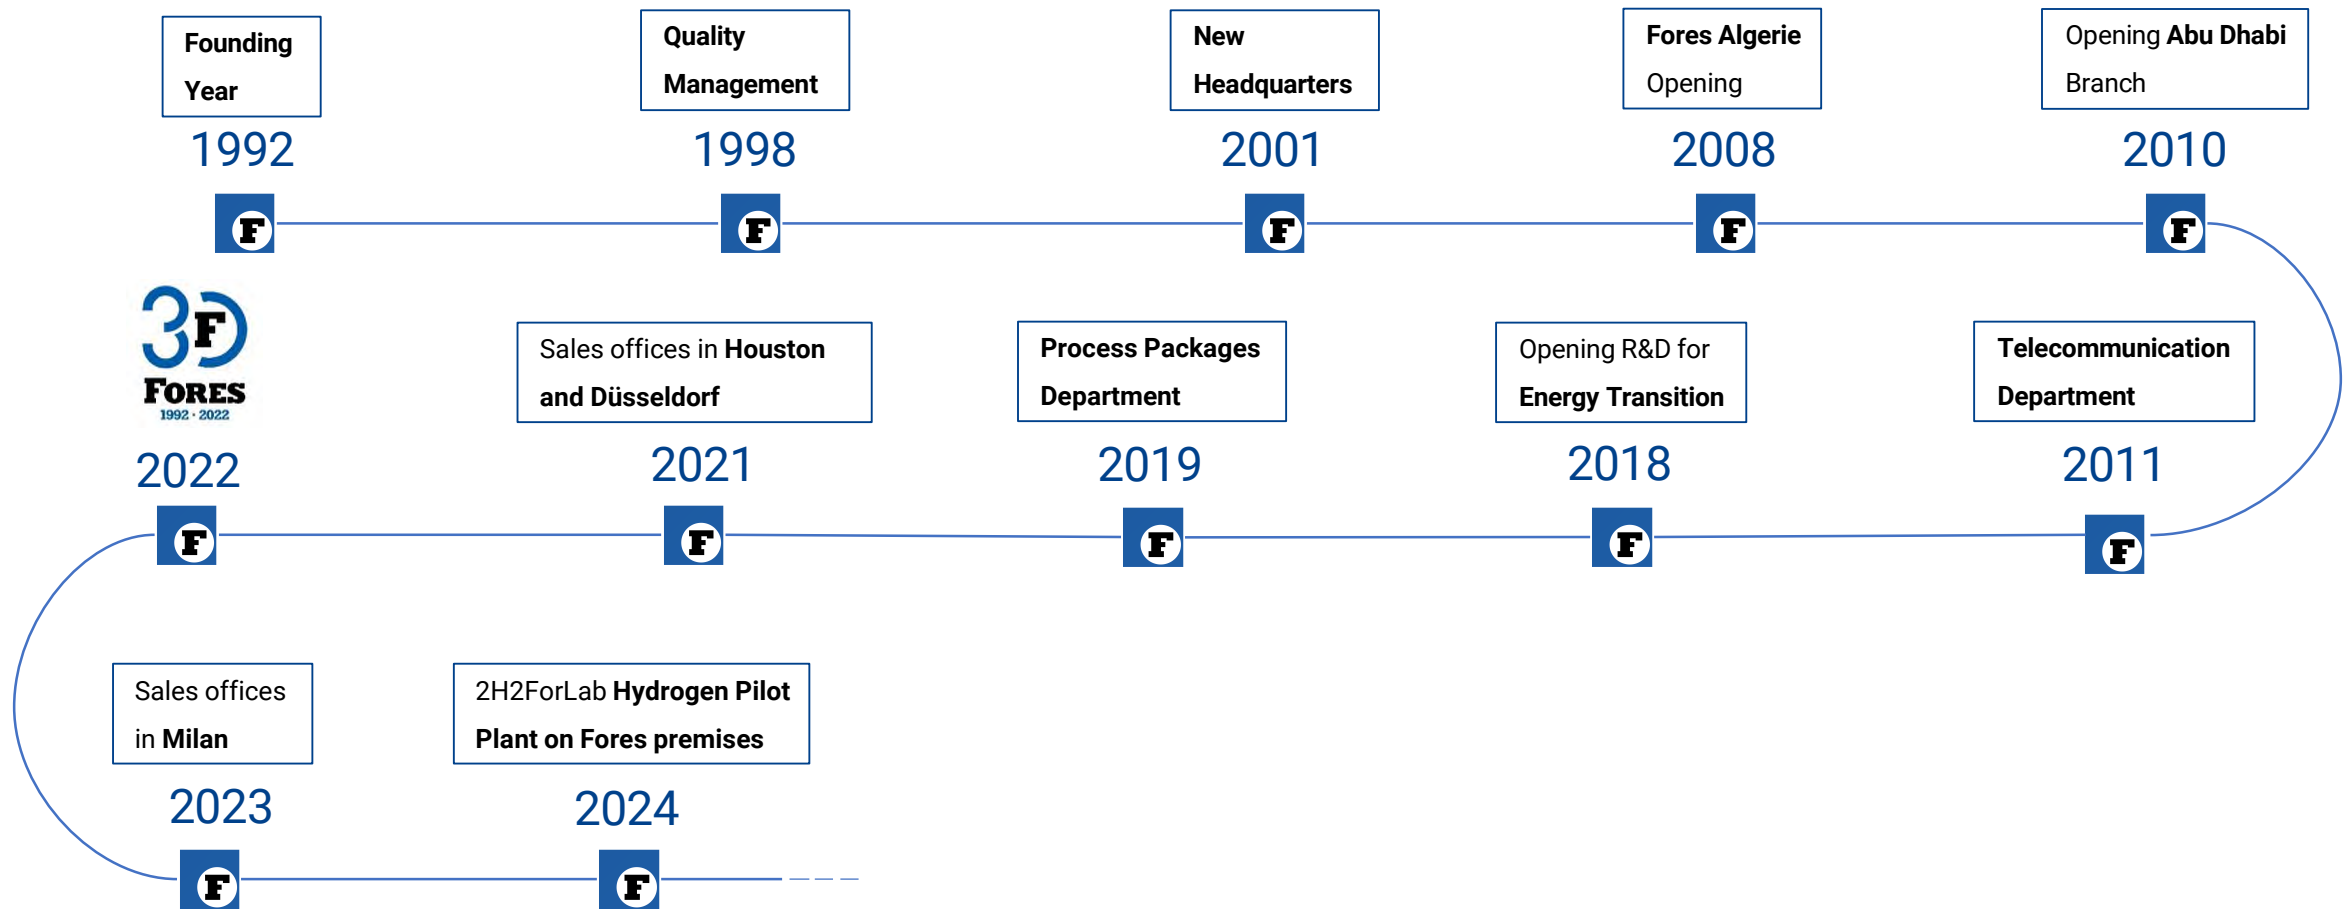 Founding
Year
1992
Quality
Management
1998
New
Headquarters
2001
Fores Algerie
Opening
2008
Opening Abu Dhabi
Branch
2010
F
F
F
F
F
Telecommunication
Department
2011
Opening R&D for
Energy Transition
2018
Process Packages
Department
2019
Sales offices in Houston
and Düsseldorf
2021
30 F
FORES
1992 · 2022
2022
F
F
F
F
F
Sales offices
in Milan
2023
2H2ForLab Hydrogen Pilot
Plant on Fores premises
2024
F
F